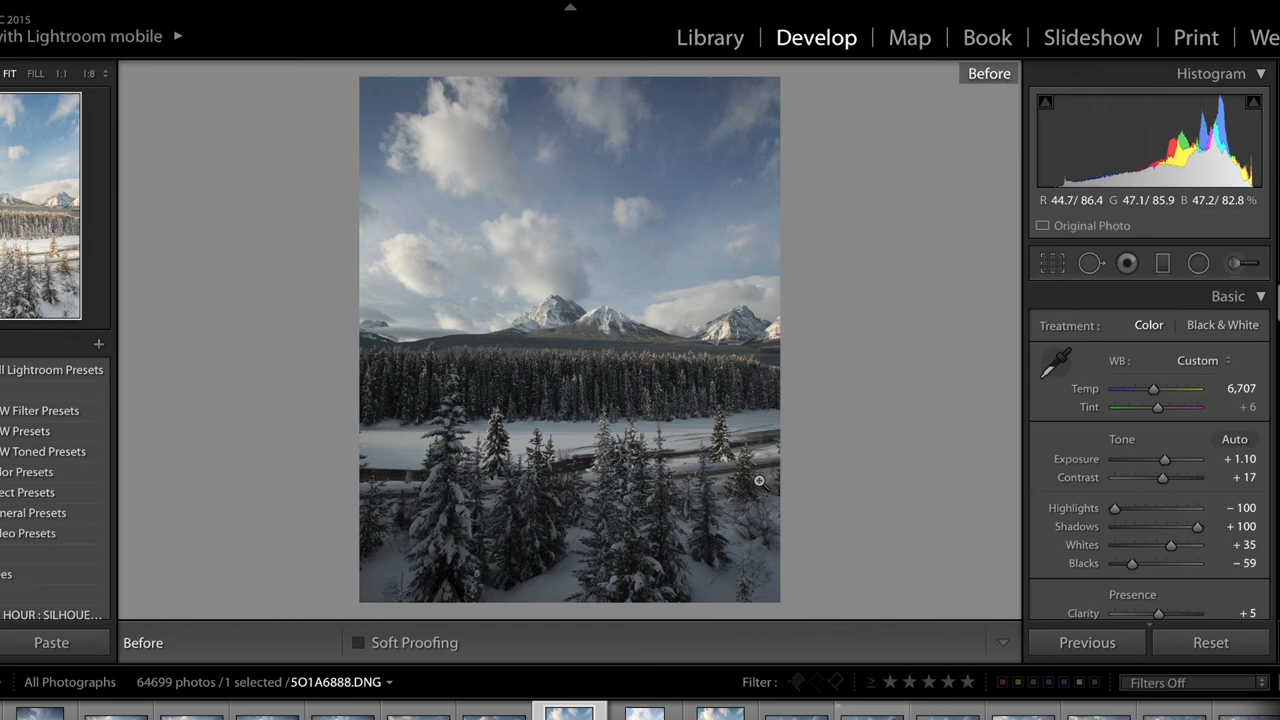 C 2015
with Lightroom mobile
Library Develop Map Book Slideshow Print We
FIT FILL 1:1 1:8
Before
Histogram
R 44.7/ 86.4 G 47.1/ 85.9 B 47.2/ 82.8 %
Original Photo
Basic
Treatment : Color Black & White
WB : Custom
Temp 6,707
Tint + 6
Tone Auto
Exposure + 1.10
Contrast + 17
Highlights − 100
Shadows + 100
Whites + 35
Blacks − 59
Presence
Clarity + 5
ll Lightroom Presets
W Filter Presets
W Presets
W Toned Presets
lor Presets
ect Presets
neral Presets
deo Presets
es
HOUR : SILHOUE...
Paste
Before
Soft Proofing
Previous Reset
All Photographs 64699 photos / 1 selected / 5O1A6888.DNG
Filter : ≥ ★★★★★ Filters Off